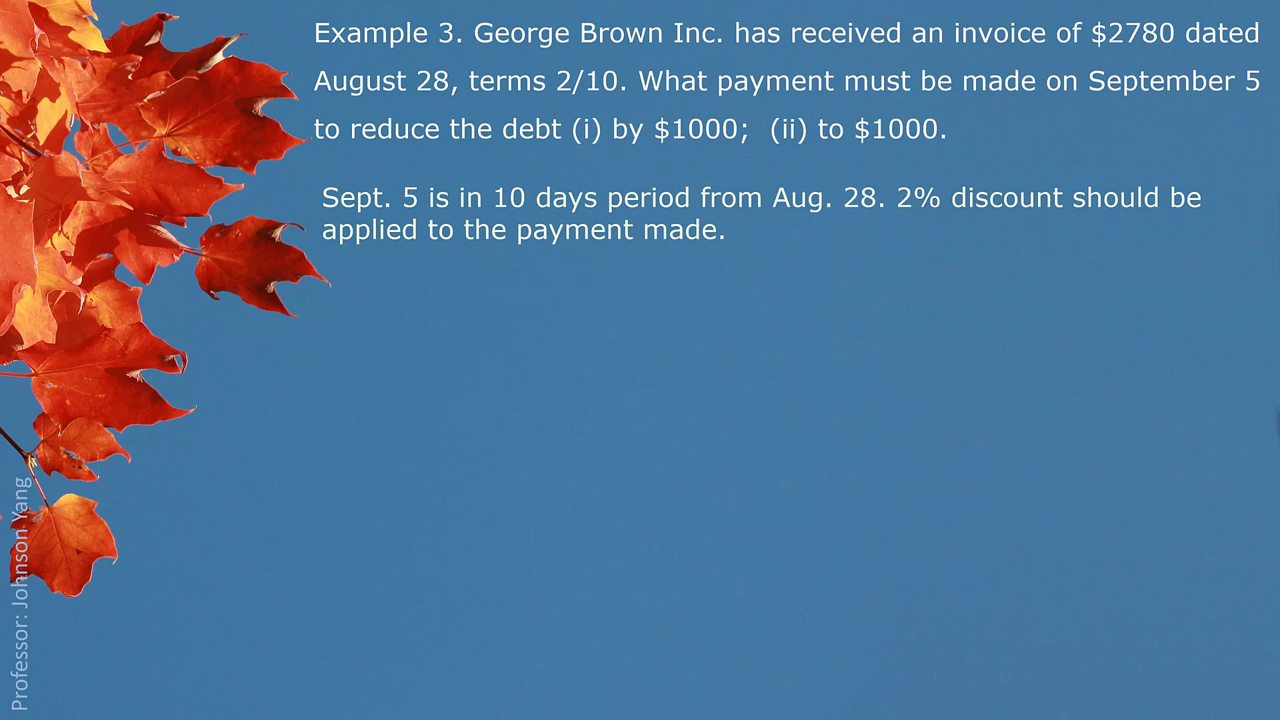 Example 3. George Brown Inc. has received an invoice of $2780 dated
August 28, terms 2/10. What payment must be made on September 5
to reduce the debt (i) by $1000;  (ii) to $1000.
Sept. 5 is in 10 days period from Aug. 28. 2% discount should be
applied to the payment made.
Professor: Johnson Yang